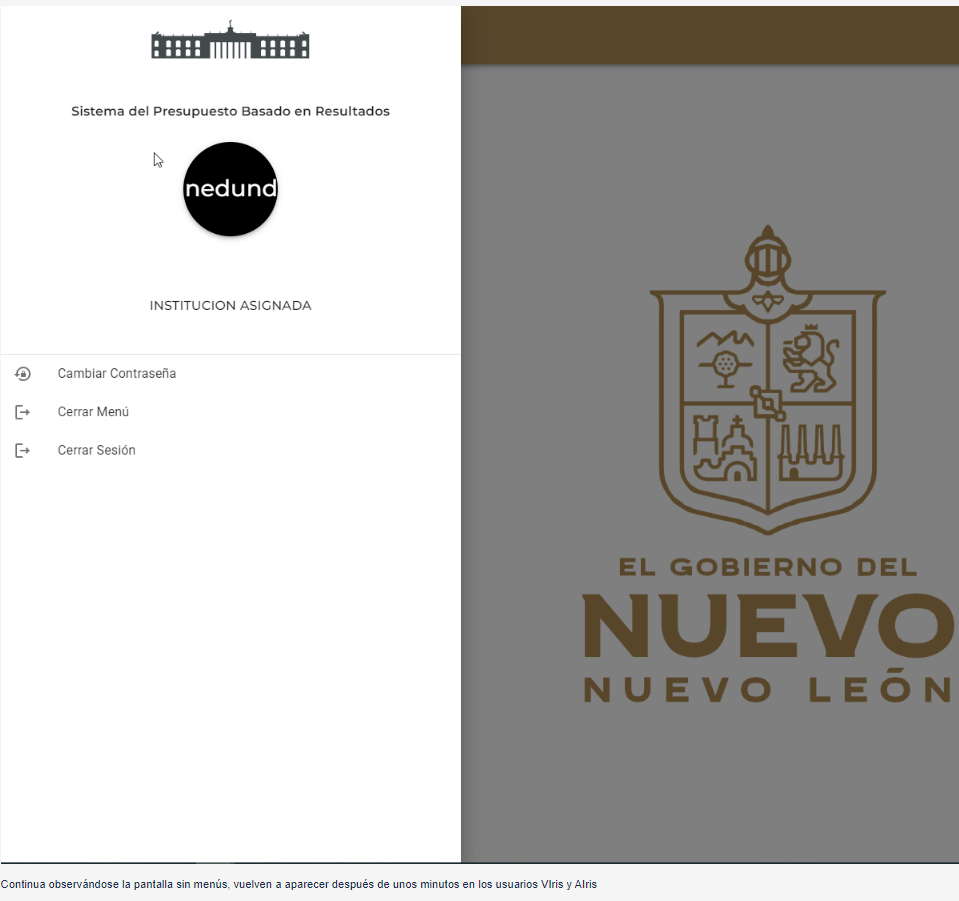 Sistema del Presupuesto Basado en Resultados
nedund
INSTITUCION ASIGNADA
Cambiar Contraseña
Cerrar Menú
Cerrar Sesión
EL GOBIERNO DEL
NUEVO
NUEVO LEÓN
Continua observándose la pantalla sin menús, vuelven a aparecer después de unos minutos en los usuarios VIris y AIris